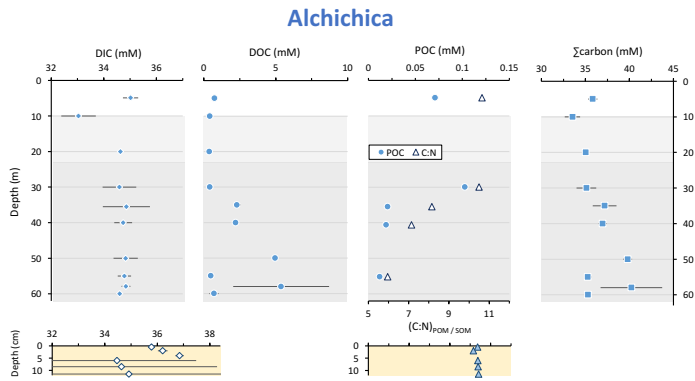 Alchichica
DIC (mM)
DOC (mM)
POC (mM)
∑carbon (mM)
32 34 36
0 5 10
0 0.05 0.1 0.15
30 35 40 45
Depth (m)
0
10
20
30
40
50
60
POC C:N
0
10
20
30
40
50
60
5 7 9 11
(C:N)POM / SOM
32 34 36 38
Depth (cm)
0
5
10
0
5
10